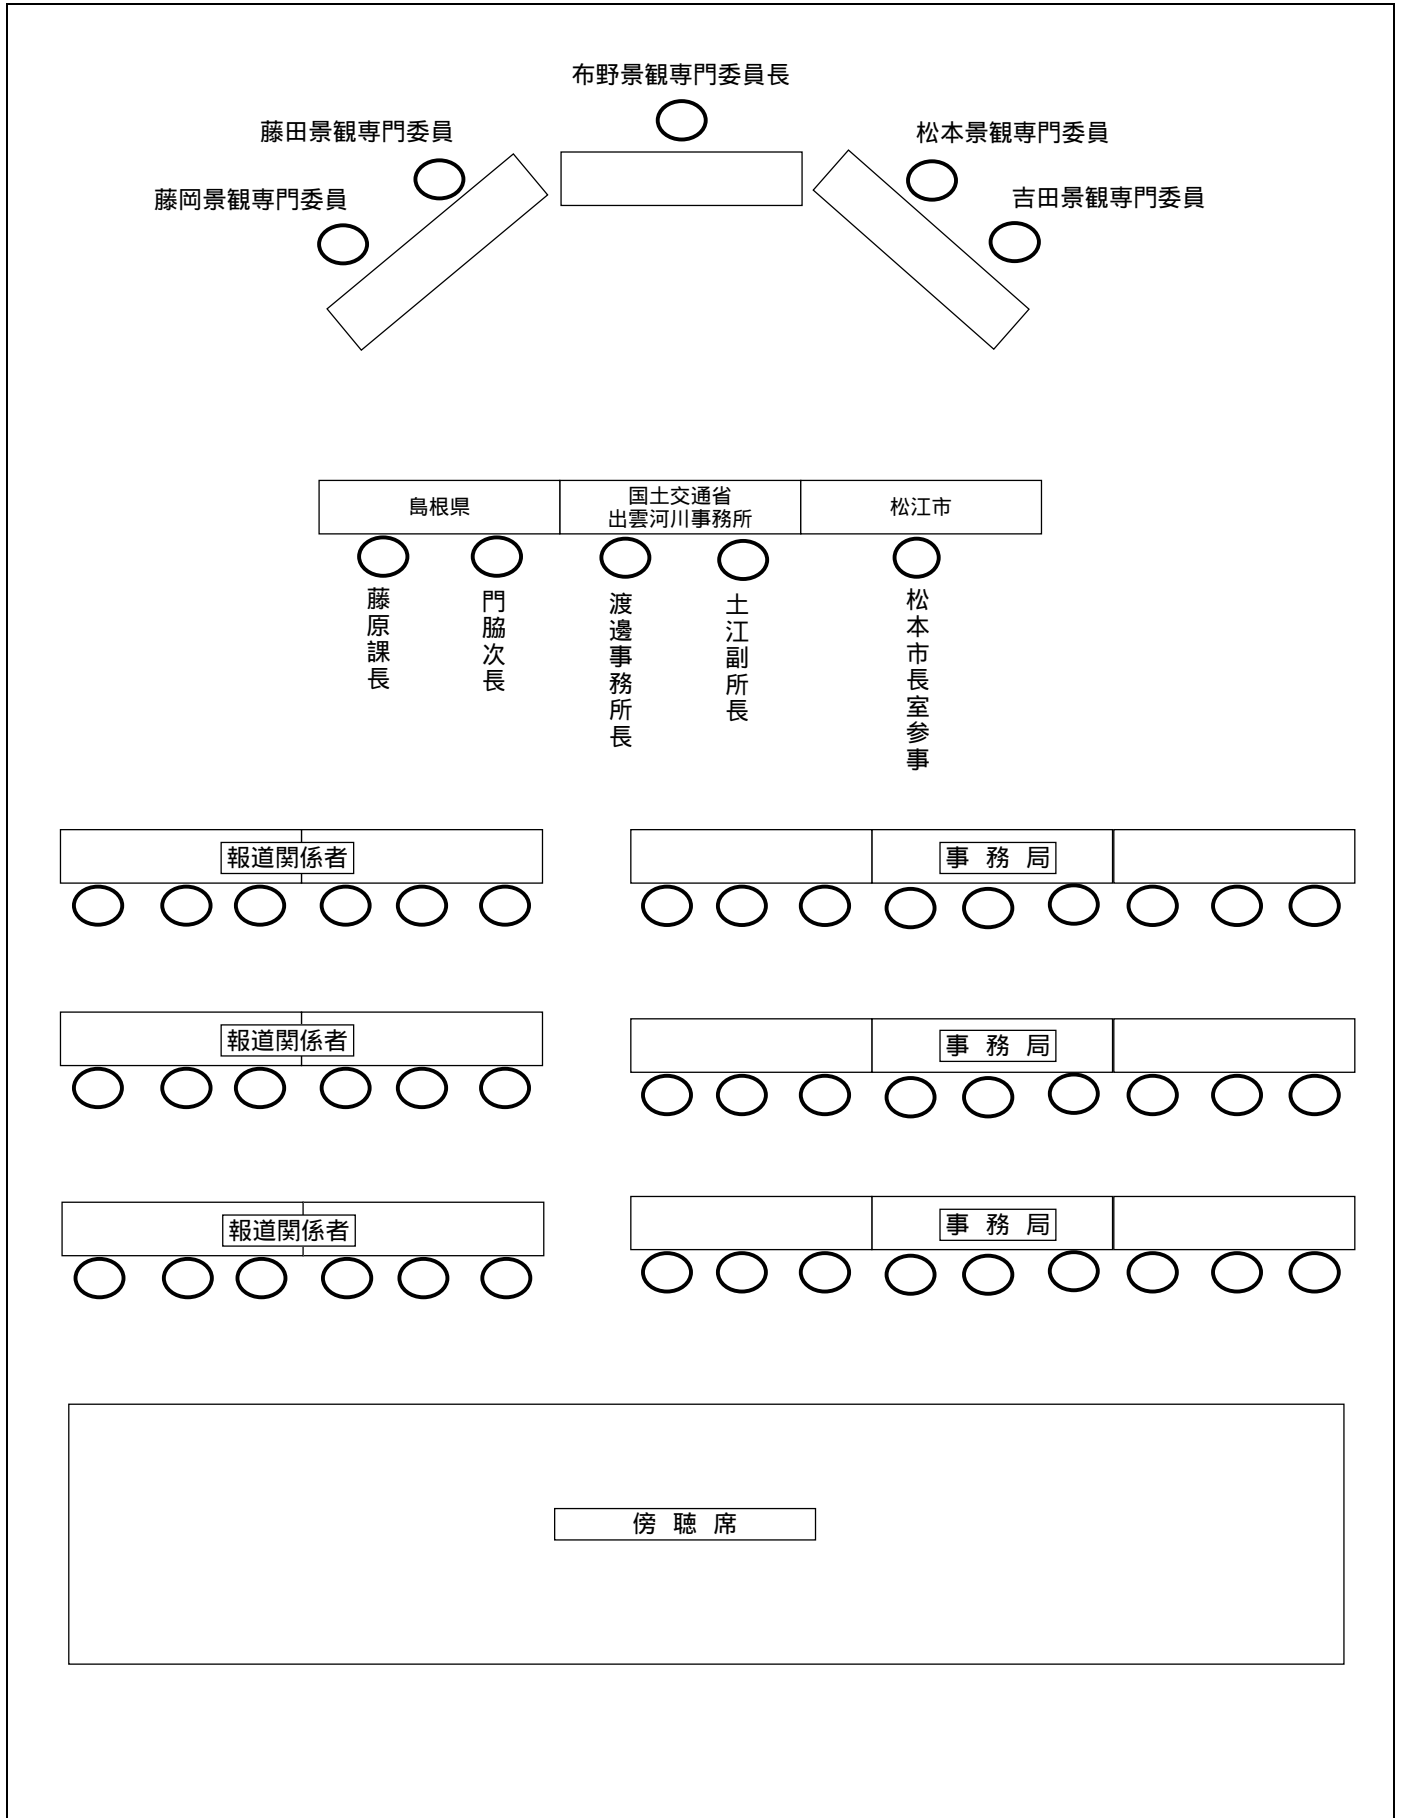 布野景観専門委員長
藤田景観専門委員
松本景観専門委員
藤岡景観専門委員
吉田景観専門委員
島根県
国土交通省
出雲河川事務所
松江市
藤原課長
門脇次長
渡邊事務所長
土江副所長
松本市長室参事
報道関係者
事 務 局
報道関係者
事 務 局
報道関係者
事 務 局
傍 聴 席